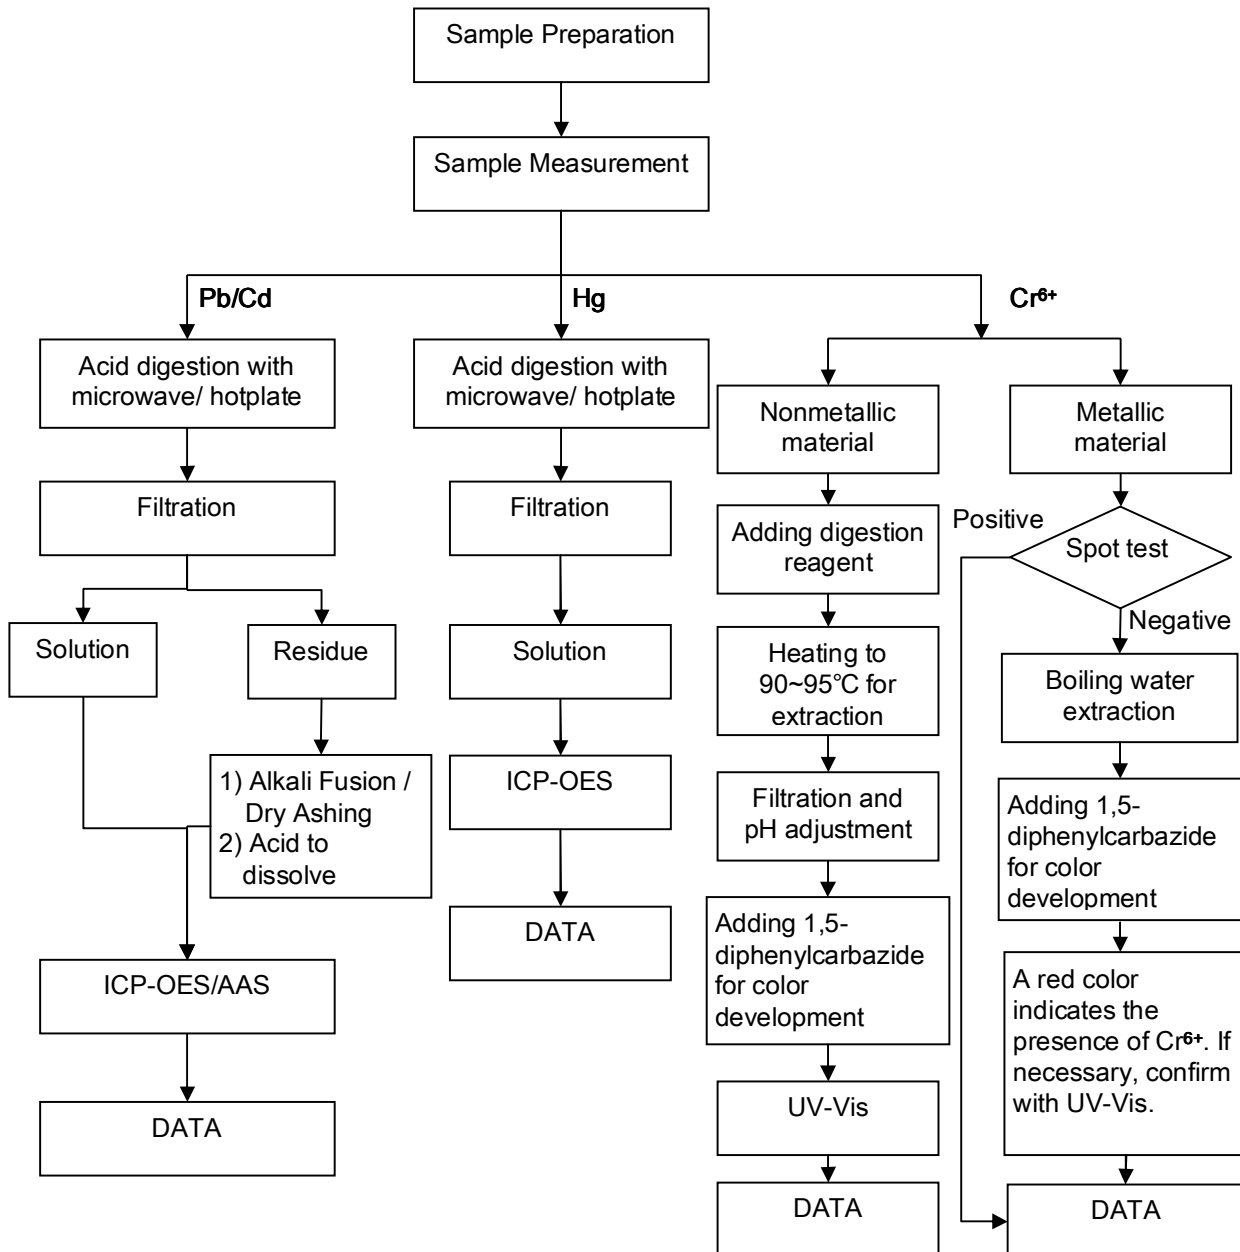 Sample Preparation
Sample Measurement
Pb/Cd
Hg
Cr⁶⁺
Acid digestion with
microwave/ hotplate
Filtration
Solution
Residue
1) Alkali Fusion /
Dry Ashing
2) Acid to
dissolve
ICP-OES/AAS
DATA
Acid digestion with
microwave/ hotplate
Filtration
Solution
ICP-OES
DATA
Nonmetallic
material
Adding digestion
reagent
Heating to
90~95℃ for
extraction
Filtration and
pH adjustment
Adding 1,5-
diphenylcarbazide
for color
development
UV-Vis
DATA
Metallic
material
Spot test
Positive
Negative
Boiling water
extraction
Adding 1,5-
diphenylcarbazide
for color
development
A red color
indicates the
presence of Cr⁶⁺. If
necessary, confirm
with UV-Vis.
DATA